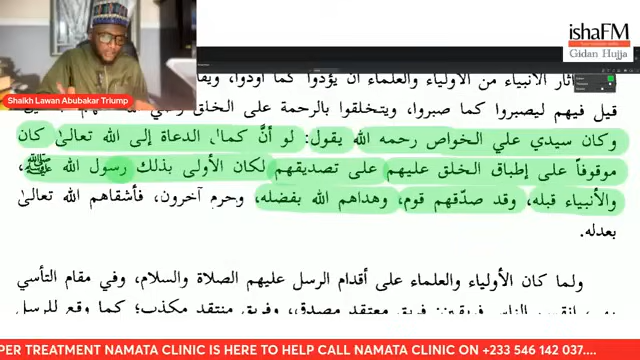 ishaFM
Gidan Hujja
Shaikh Lawan Abubakar Triump
آثار الأنبياء من الأولياء والعلماء أن يؤذوا كما أوذوا،
قيل فيهم ليصبروا كما صبروا، ويتخلقوا بالرحمة على الخلق
وكان سيدي علي الخواص رحمه الله يقول: لو أنَّ كمال الدعاة إلى الله تعالىٰ كان
موقوفاً على إطباق الخلق عليهم على تصديقهم لكان الأولى بذلك رسول الله ﷺ،
والأنبياء قبله، وقد صدّقهم قوم، وهداهم الله بفضله، وحرم آخرون، فأشقاهم الله تعالىٰ
بعدله.
ولما كان الأولياء والعلماء على أقدام الرسل عليهم الصلاة والسلام، وفي مقام التأسي
بهم، انقسم الناس فريقين: فريق معتقد مصدق، وفريق منتقد مكذب؛ كما وقع للرسل
PER TREATMENT NAMATA CLINIC IS HERE TO HELP CALL NAMATA CLINIC ON +233 546 142 037....